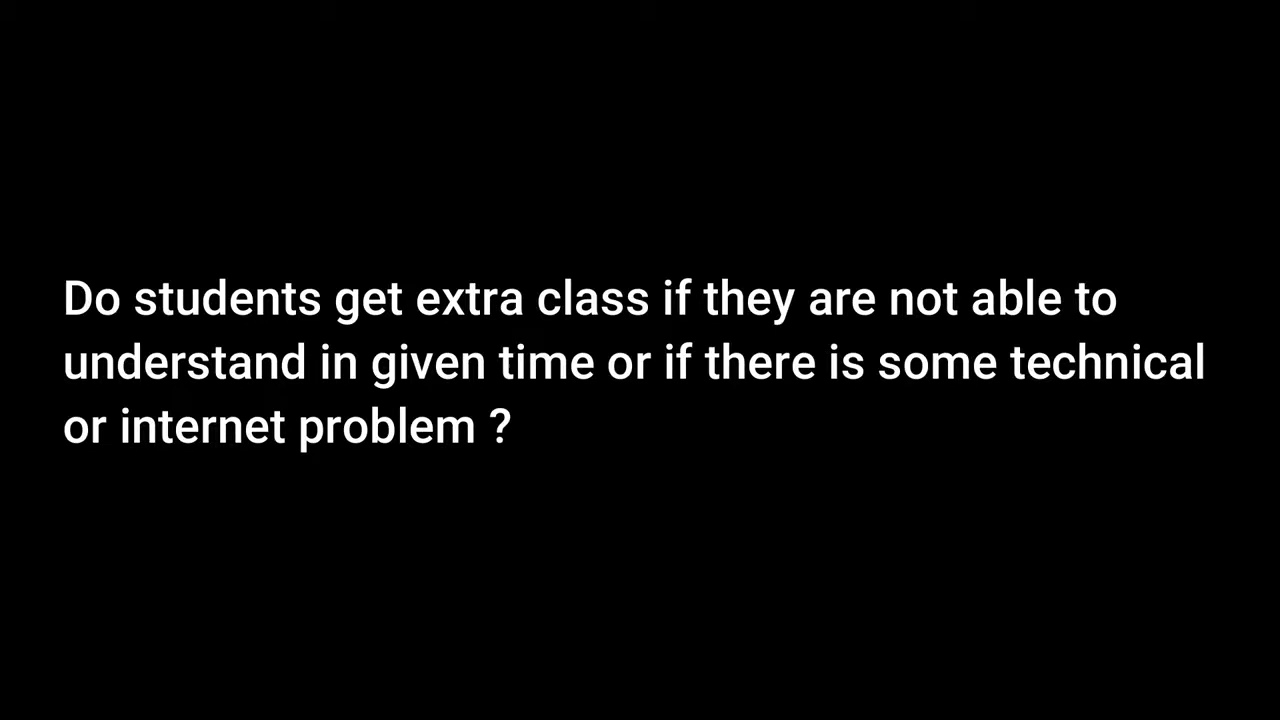 Do students get extra class if they are not able to
understand in given time or if there is some technical
or internet problem ?